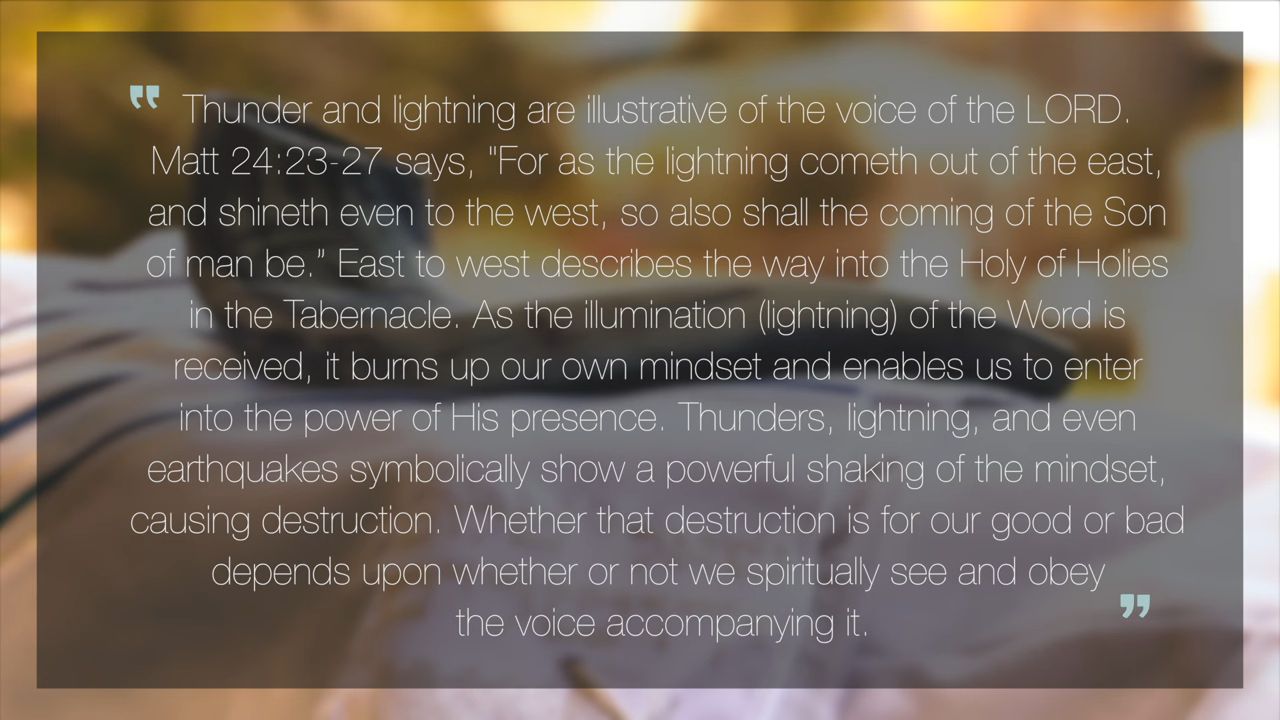 " Thunder and lightning are illustrative of the voice of the LORD.
Matt 24:23-27 says, "For as the lightning cometh out of the east,
and shineth even to the west, so also shall the coming of the Son
of man be.” East to west describes the way into the Holy of Holies
in the Tabernacle. As the illumination (lightning) of the Word is
received, it burns up our own mindset and enables us to enter
into the power of His presence. Thunders, lightning, and even
earthquakes symbolically show a powerful shaking of the mindset,
causing destruction. Whether that destruction is for our good or bad
depends upon whether or not we spiritually see and obey
the voice accompanying it. "